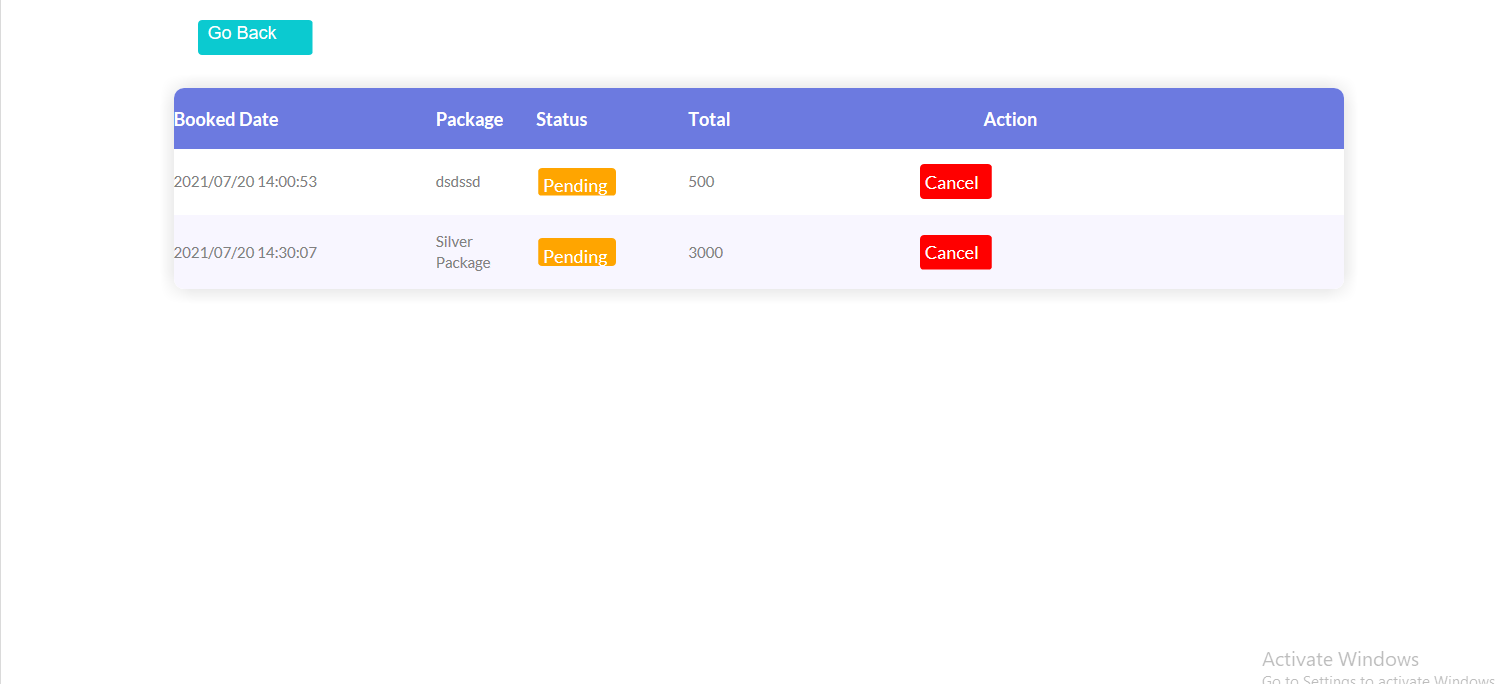 Go Back
Booked Date Package Status Total Action
2021/07/20 14:00:53 dsdssd Pending 500 Cancel
2021/07/20 14:30:07 Silver Package Pending 3000 Cancel
Activate Windows
Go to Settings to activate Windows